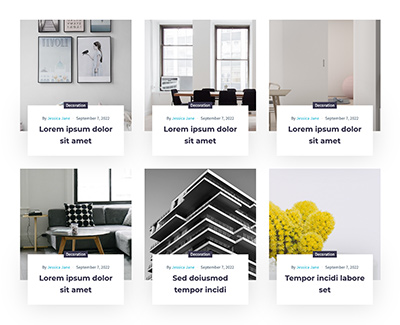 TIVOLI
Decoration
By Jessica Jane · September 7, 2022
Lorem ipsum dolor
sit amet
Decoration
By Jessica Jane · September 7, 2022
Lorem ipsum dolor
sit amet
Decoration
By Jessica Jane · September 7, 2022
Lorem ipsum dolor
sit amet
Decoration
By Jessica Jane · September 7, 2022
Lorem ipsum dolor
sit amet
Decoration
By Jessica Jane · September 7, 2022
Sed doiusmod
tempor incidi
Decoration
By Jessica Jane · September 7, 2022
Tempor incidi labore
set